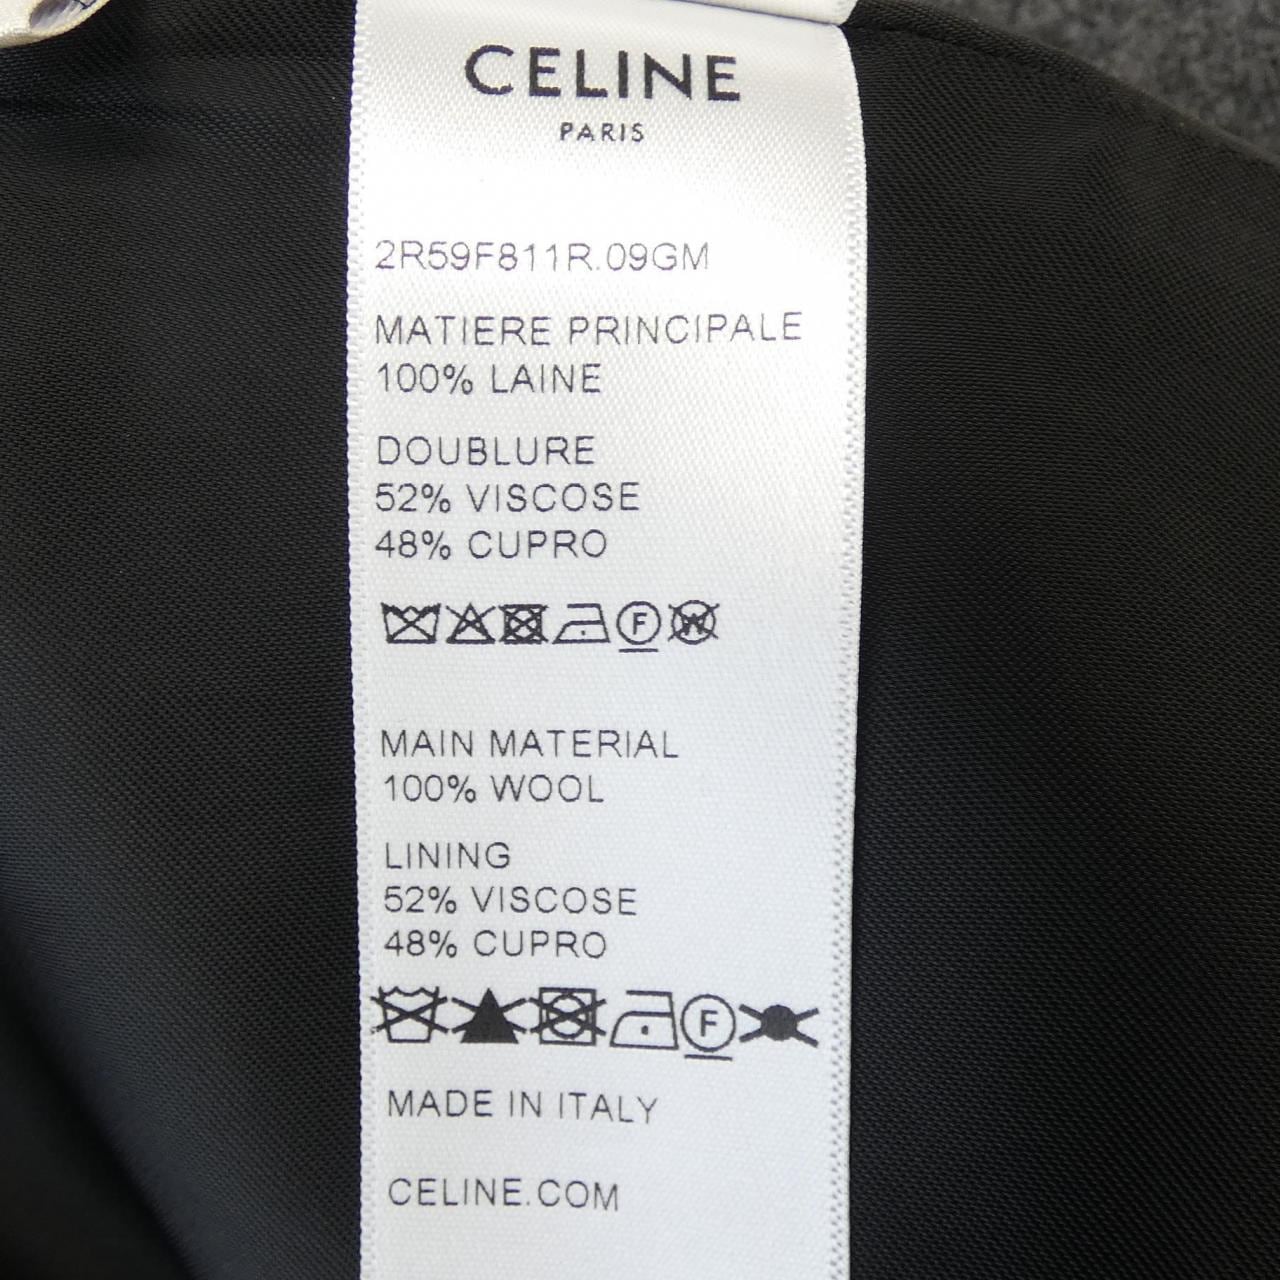 CELINE
PARIS
2R59F811R.09GM
MATIERE PRINCIPALE
100% LAINE
DOUBLURE
52% VISCOSE
48% CUPRO
F W
MAIN MATERIAL
100% WOOL
LINING
52% VISCOSE
48% CUPRO
F
MADE IN ITALY
CELINE.COM